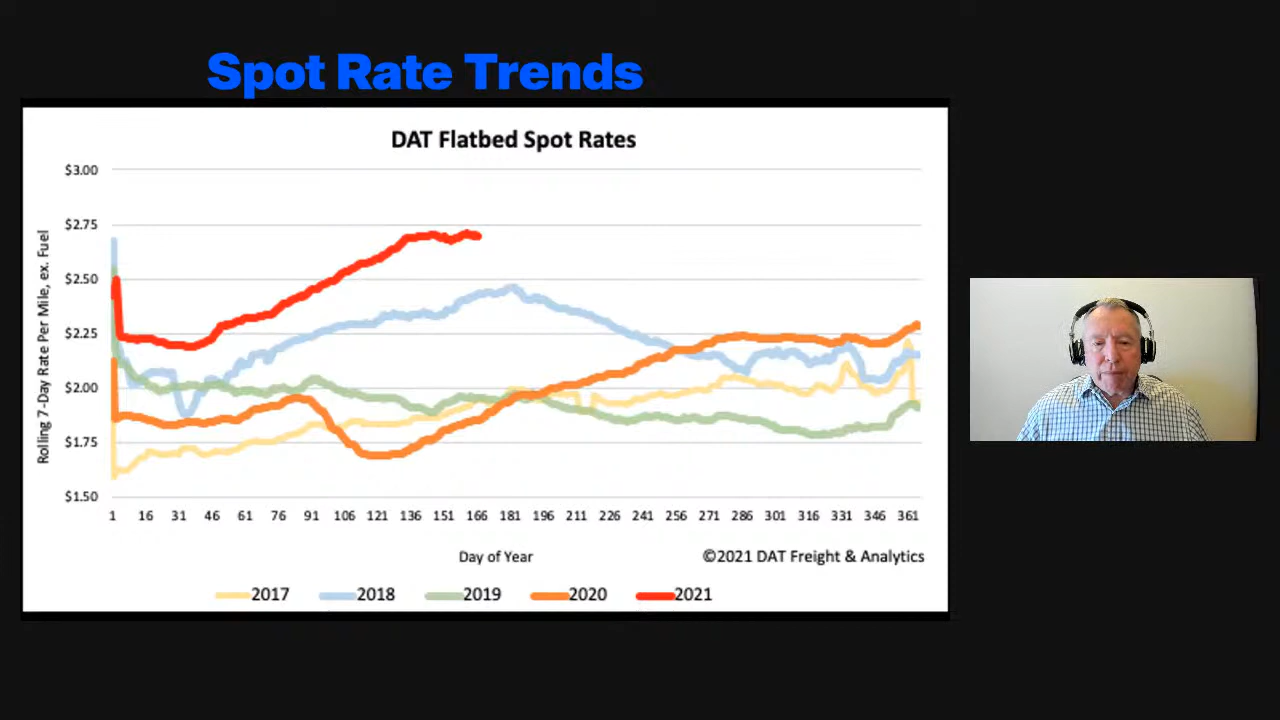 Spot Rate Trends
DAT Flatbed Spot Rates
Rolling 7-Day Rate Per Mile, ex. Fuel
$3.00
$2.75
$2.50
$2.25
$2.00
$1.75
$1.50
1 16 31 46 61 76 91 106 121 136 151 166 181 196 211 226 241 256 271 286 301 316 331 346 361
Day of Year
©2021 DAT Freight & Analytics
2017 2018 2019 2020 2021